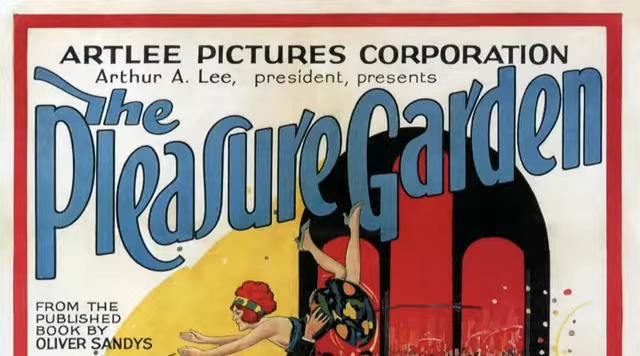 ARTLEE PICTURES CORPORATION
Arthur A. Lee, president, presents
The
Pleasure Garden
FROM THE
PUBLISHED
BOOK BY
OLIVER SANDYS